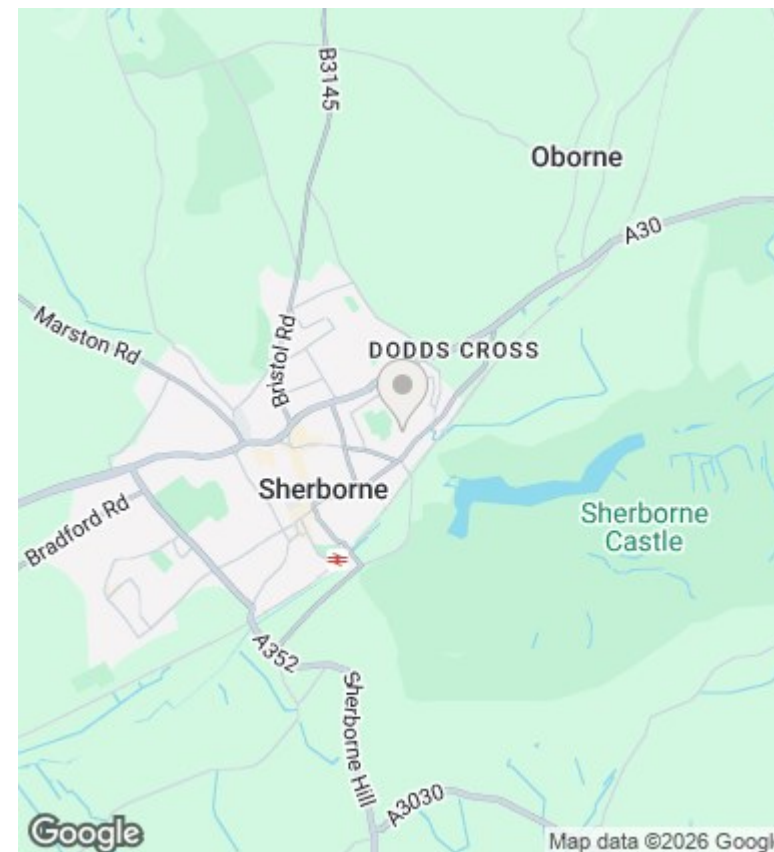 B3145
Oborne
A30
Marston Rd
Bristol Rd
DODDS CROSS
Sherborne
Sherborne
Castle
Bradford Rd
A352
Sherborne Hill
A3030
Google
Map data ©2026 Googl